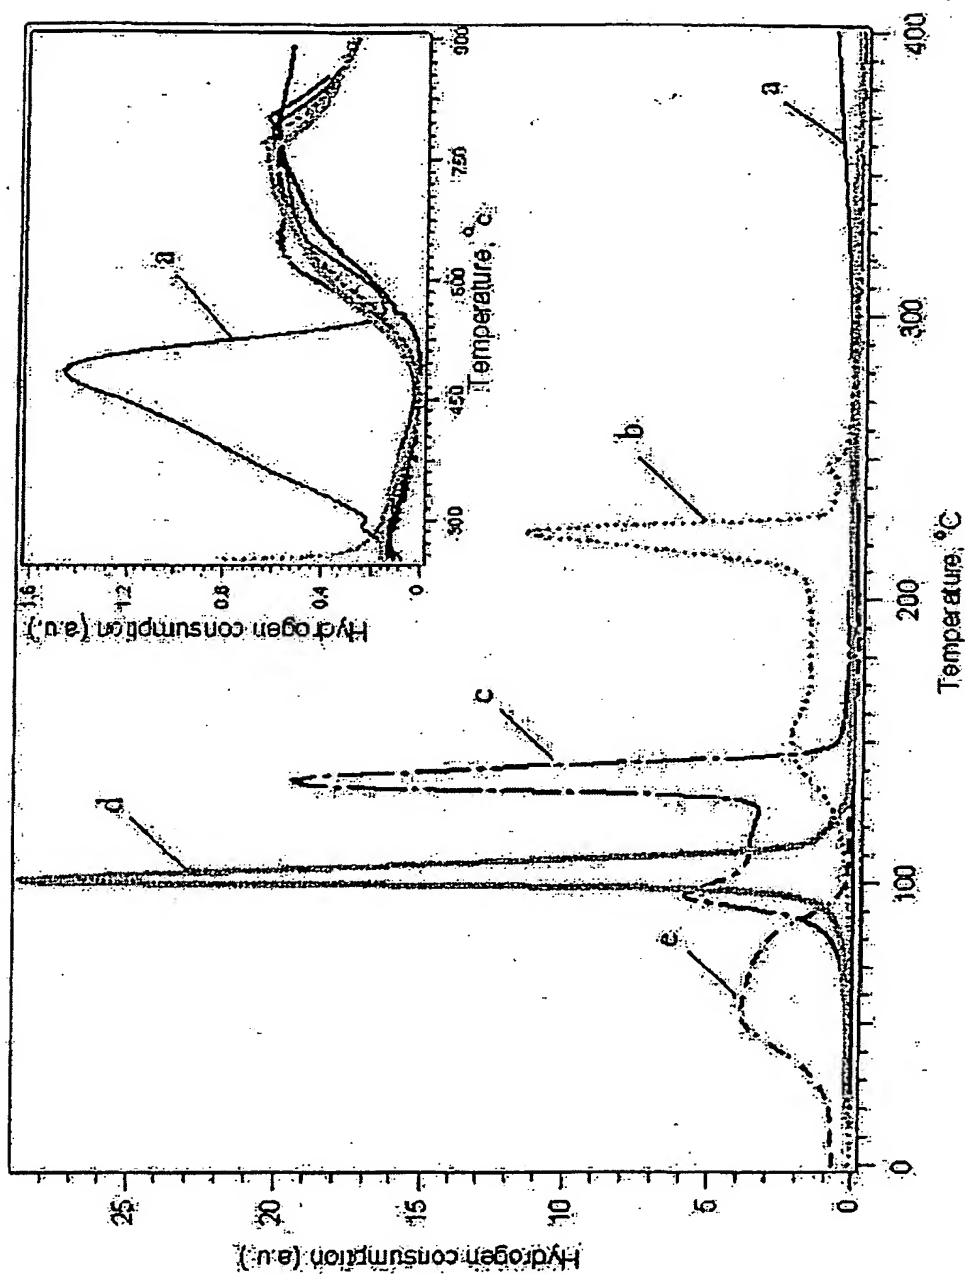 Hydrogen consumption (a.u.)
25
20
15
10
5
0
d
c
b
a
e
0
100
200
300
400
Temperature, °C
Hydrogen consumption (a.u.)
1.6
1.2
0.8
0.4
0
a
300
450
600
750
900
Temperature, °c